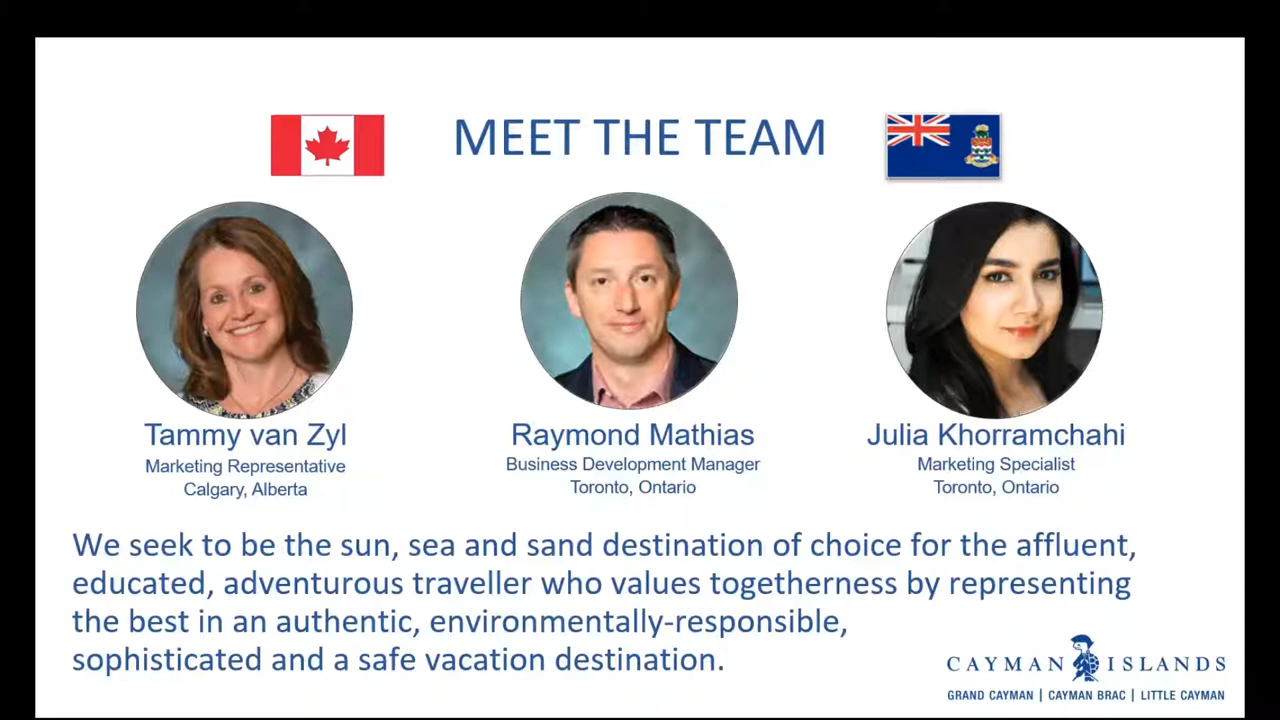 MEET THE TEAM
Tammy van Zyl
Marketing Representative
Calgary, Alberta
Raymond Mathias
Business Development Manager
Toronto, Ontario
Julia Khorramchahi
Marketing Specialist
Toronto, Ontario
We seek to be the sun, sea and sand destination of choice for the affluent,
educated, adventurous traveller who values togetherness by representing
the best in an authentic, environmentally-responsible,
sophisticated and a safe vacation destination.
CAYMAN ISLANDS
GRAND CAYMAN | CAYMAN BRAC | LITTLE CAYMAN